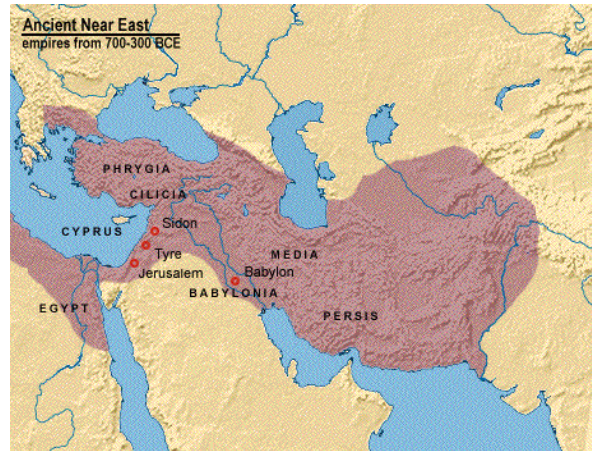 Ancient Near East
empires from 700-300 BCE
PHRYGIA
CILICIA
CYPRUS
Sidon
Tyre
Jerusalem
MEDIA
Babylon
BABYLONIA
EGYPT
PERSIS